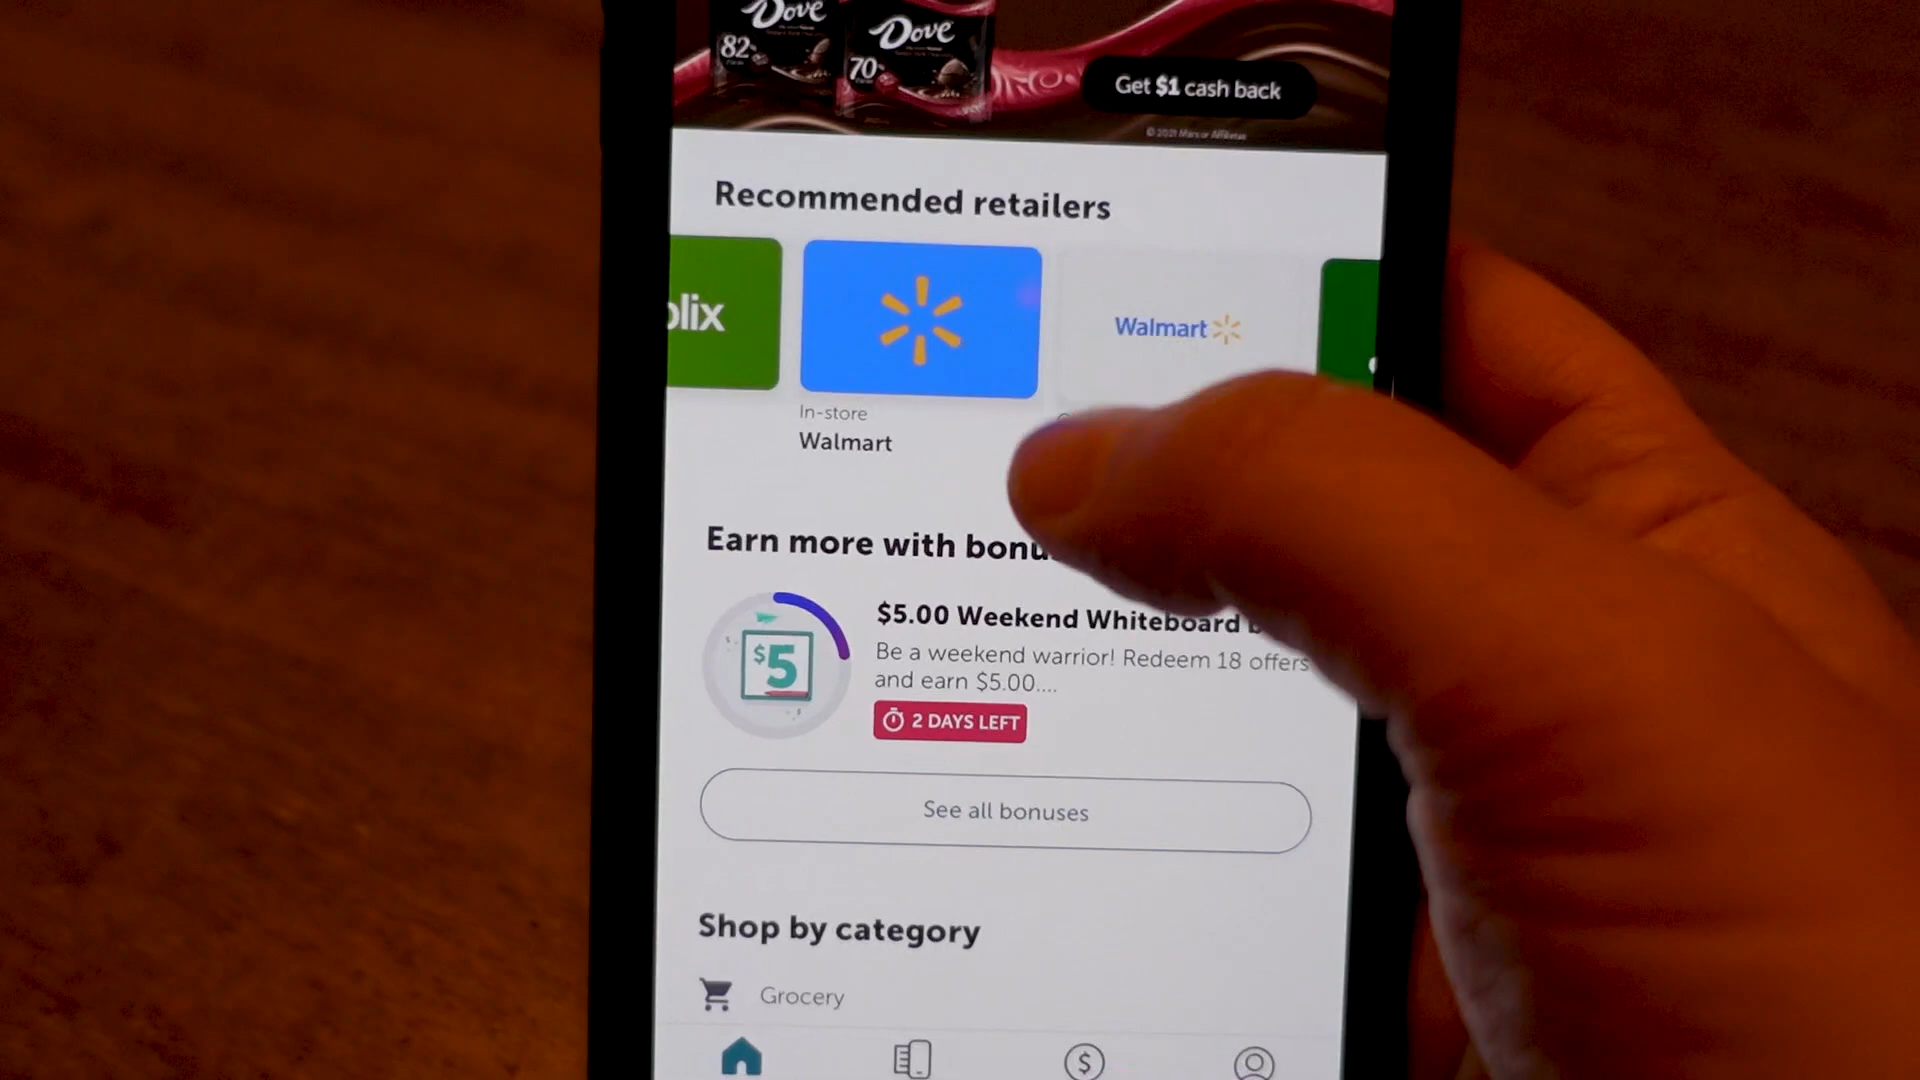 Dove
82%
Dove
70%
Get $1 cash back
© 2021 Mars or Affiliates
Recommended retailers
plix
Walmart
In-store
Walmart
Earn more with bonu
$5.00 Weekend Whiteboard
Be a weekend warrior! Redeem 18 offers
and earn $5.00....
$5
2 DAYS LEFT
See all bonuses
Shop by category
Grocery